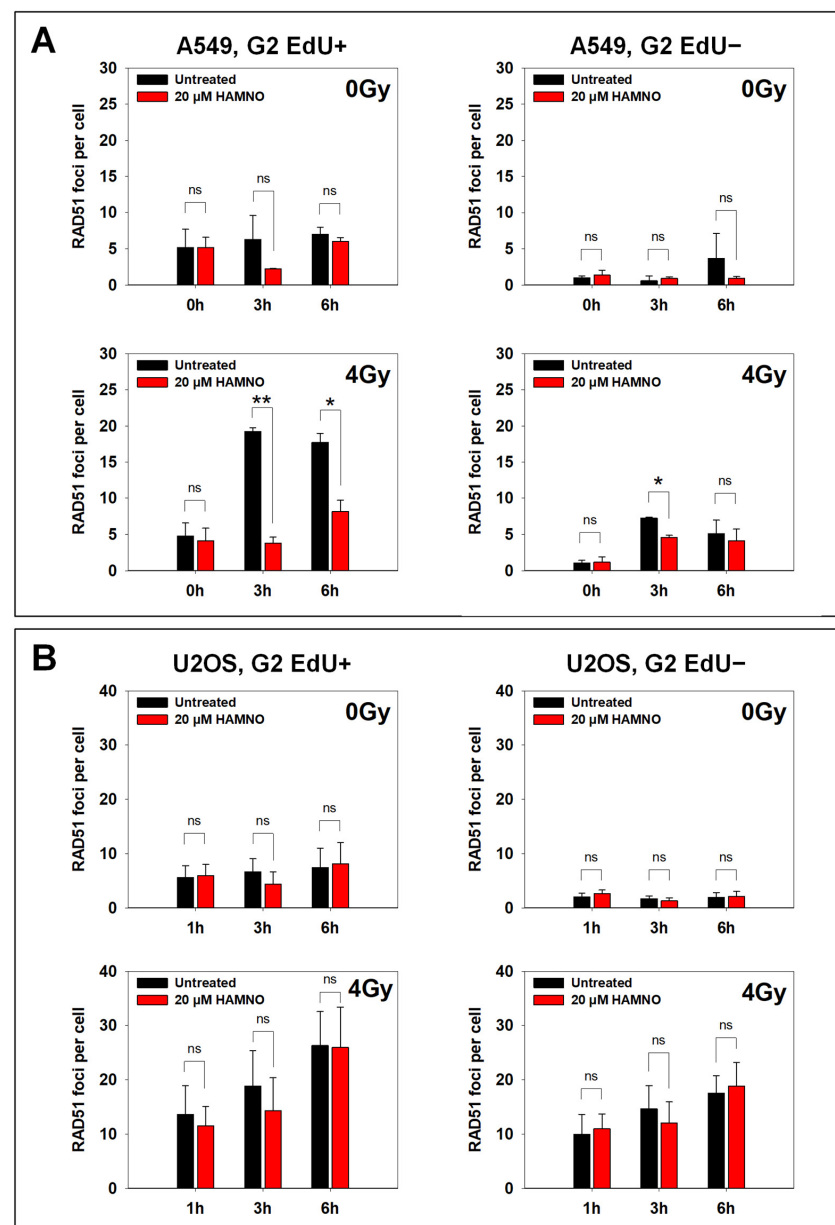 A
A549, G2 EdU+
RAD51 foci per cell
30
25
20
15
10
5
0
Untreated
20 µM HAMNO
0Gy
ns
ns
ns
0h
3h
6h
A549, G2 EdU−
RAD51 foci per cell
30
25
20
15
10
5
0
Untreated
20 µM HAMNO
0Gy
ns
ns
ns
0h
3h
6h
RAD51 foci per cell
30
25
20
15
10
5
0
Untreated
20 µM HAMNO
4Gy
ns
**
*
0h
3h
6h
RAD51 foci per cell
30
25
20
15
10
5
0
Untreated
20 µM HAMNO
4Gy
ns
*
ns
0h
3h
6h
B
U2OS, G2 EdU+
RAD51 foci per cell
40
30
20
10
0
Untreated
20 µM HAMNO
0Gy
ns
ns
ns
1h
3h
6h
U2OS, G2 EdU−
RAD51 foci per cell
40
30
20
10
0
Untreated
20 µM HAMNO
0Gy
ns
ns
ns
1h
3h
6h
RAD51 foci per cell
40
30
20
10
0
Untreated
20 µM HAMNO
4Gy
ns
ns
ns
1h
3h
6h
RAD51 foci per cell
40
30
20
10
0
Untreated
20 µM HAMNO
4Gy
ns
ns
ns
1h
3h
6h